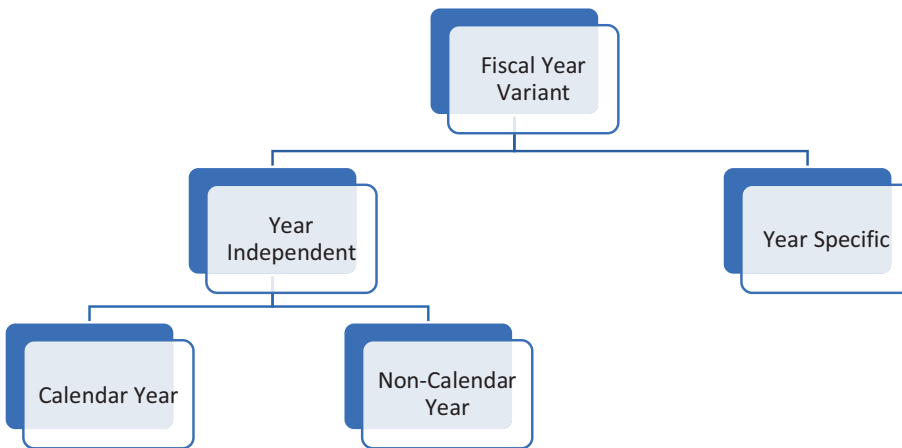 Fiscal Year
Variant
Year
Independent
Year Specific
Calendar Year
Non-Calendar
Year